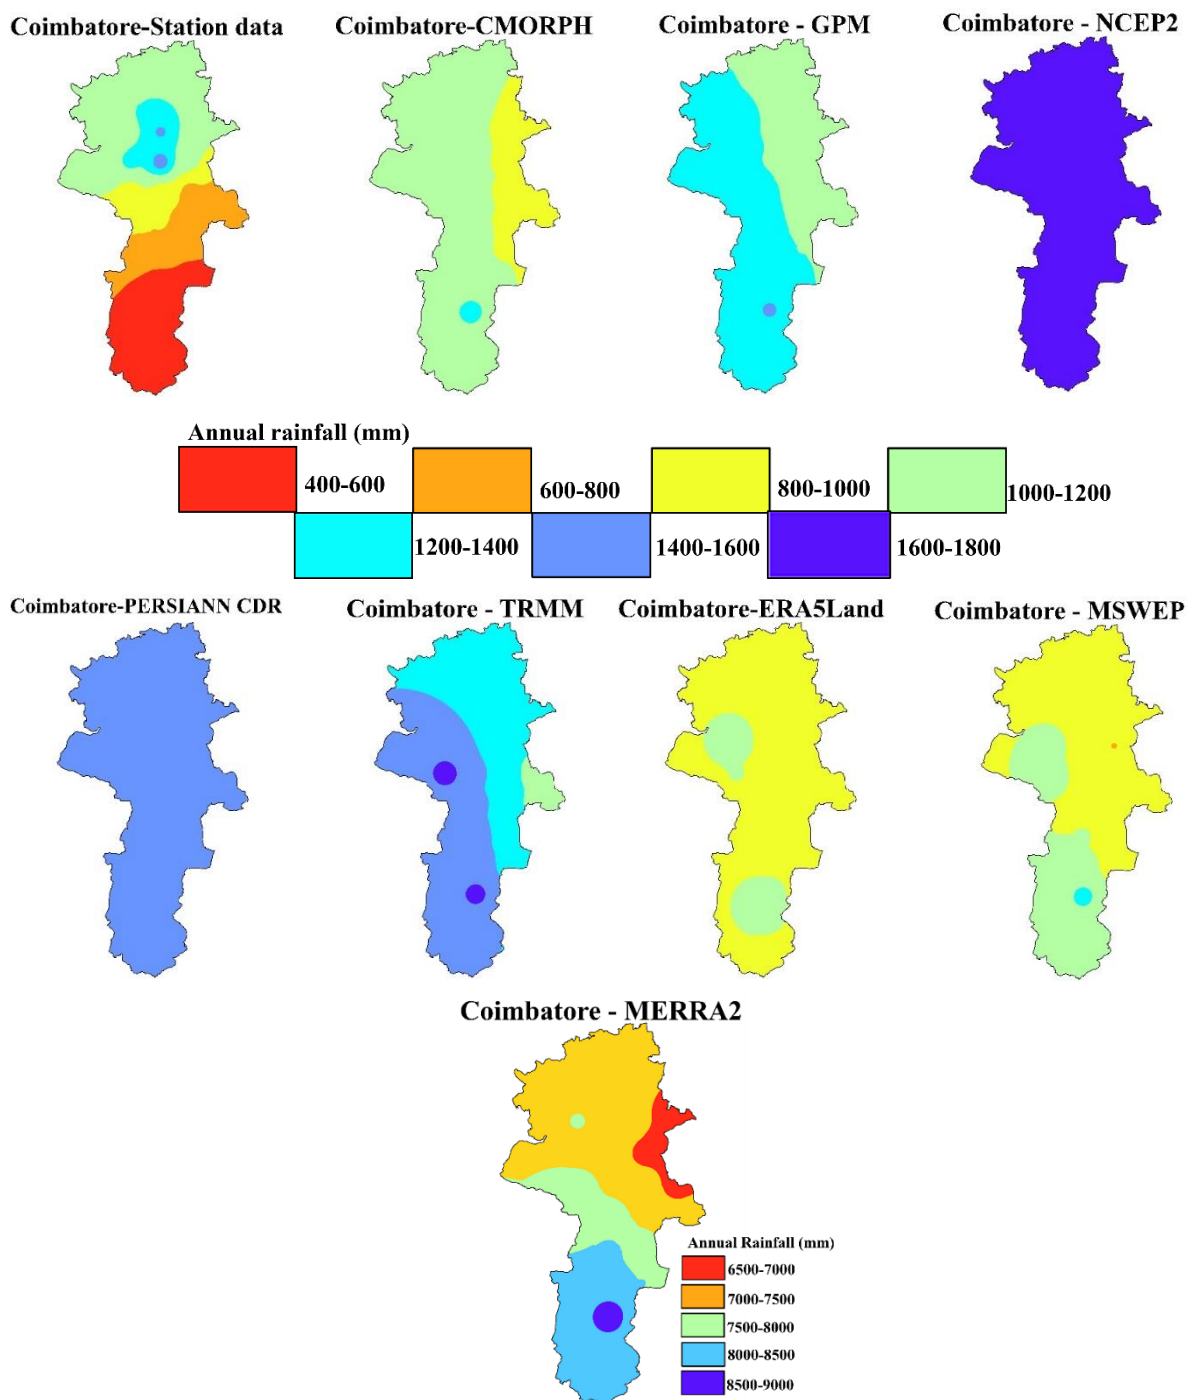 Coimbatore-Station data
Coimbatore-CMORPH
Coimbatore - GPM
Coimbatore - NCEP2
Annual rainfall (mm)
400-600
600-800
800-1000
1000-1200
1200-1400
1400-1600
1600-1800
Coimbatore-PERSIANN CDR
Coimbatore - TRMM
Coimbatore-ERA5Land
Coimbatore - MSWEP
Coimbatore - MERRA2
Annual Rainfall (mm)
6500-7000
7000-7500
7500-8000
8000-8500
8500-9000